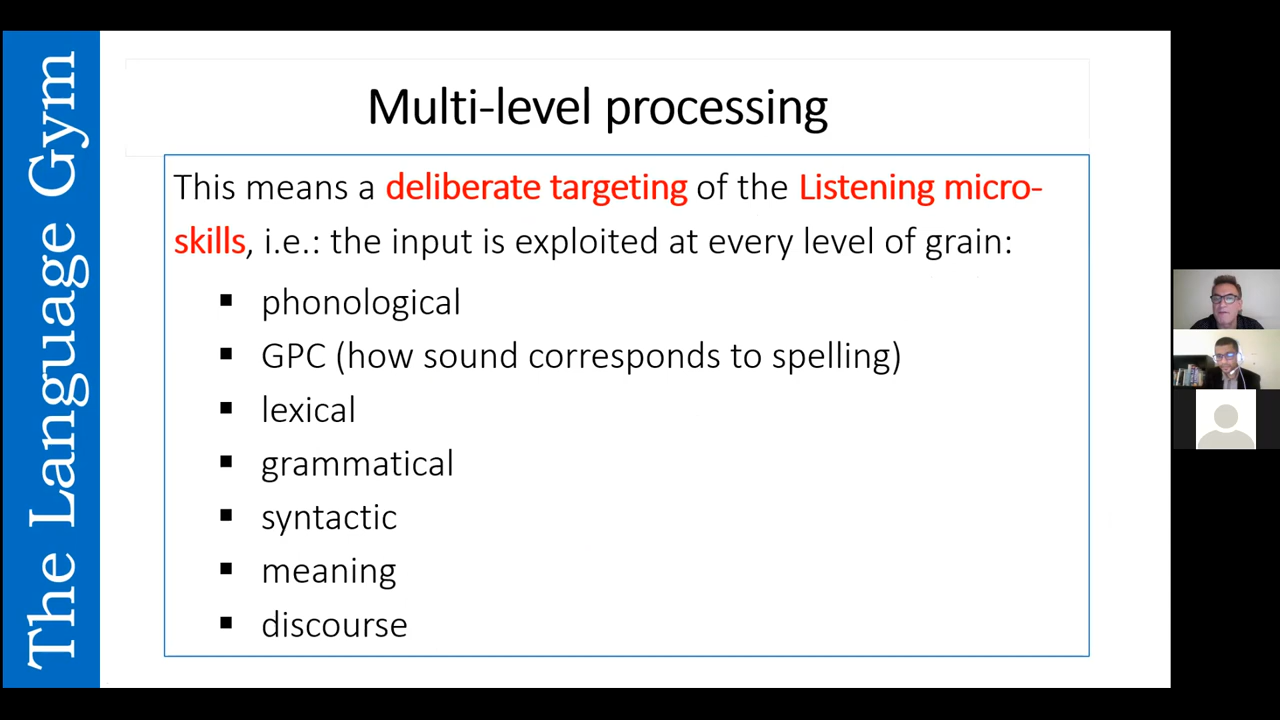 The Language Gym
Multi-level processing
This means a deliberate targeting of the Listening micro-
skills, i.e.: the input is exploited at every level of grain:
▪ phonological
▪ GPC (how sound corresponds to spelling)
▪ lexical
▪ grammatical
▪ syntactic
▪ meaning
▪ discourse